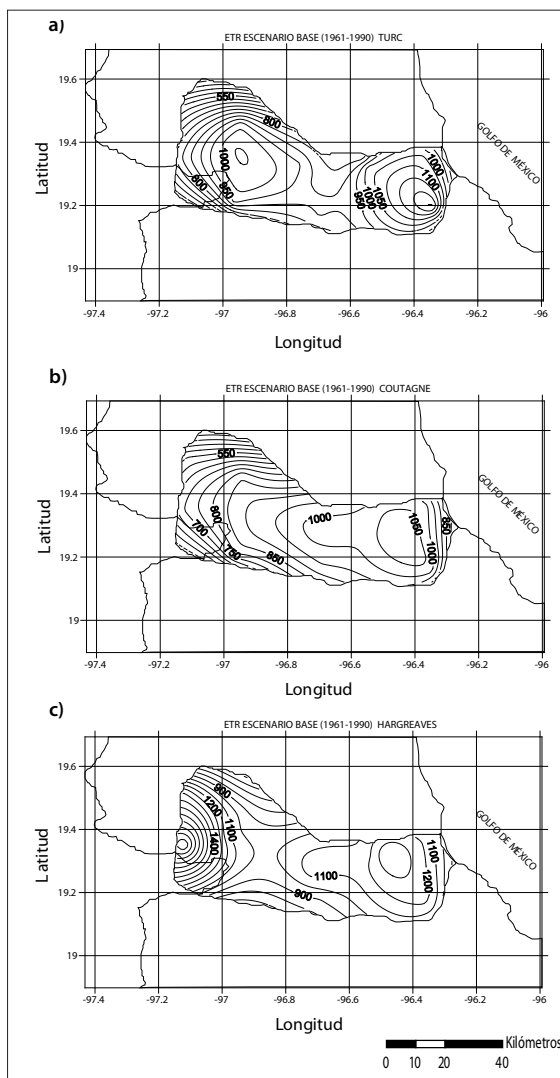 a)
ETR ESCENARIO BASE (1961-1990) TURC
19.6
19.4
19.2
19
Latitud
550
800
1000
600
950
950
1000
1050
1000
1100
GOLFO DE MÉXICO
-97.4 -97.2 -97 -96.8 -96.6 -96.4 -96.2 -96
Longitud
b)
ETR ESCENARIO BASE (1961-1990) COUTAGNE
19.6
19.4
19.2
19
Latitud
550
800
700
750
850
1000
1050
1000
850
GOLFO DE MÉXICO
-97.4 -97.2 -97 -96.8 -96.6 -96.4 -96.2 -96
Longitud
c)
ETR ESCENARIO BASE (1961-1990) HARGREAVES
19.6
19.4
19.2
19
Latitud
900
1200
1100
1400
1100
900
1100
1200
GOLFO DE MÉXICO
-97.4 -97.2 -97 -96.8 -96.6 -96.4 -96.2 -96
Longitud
Kilómetros
0 10 20 40